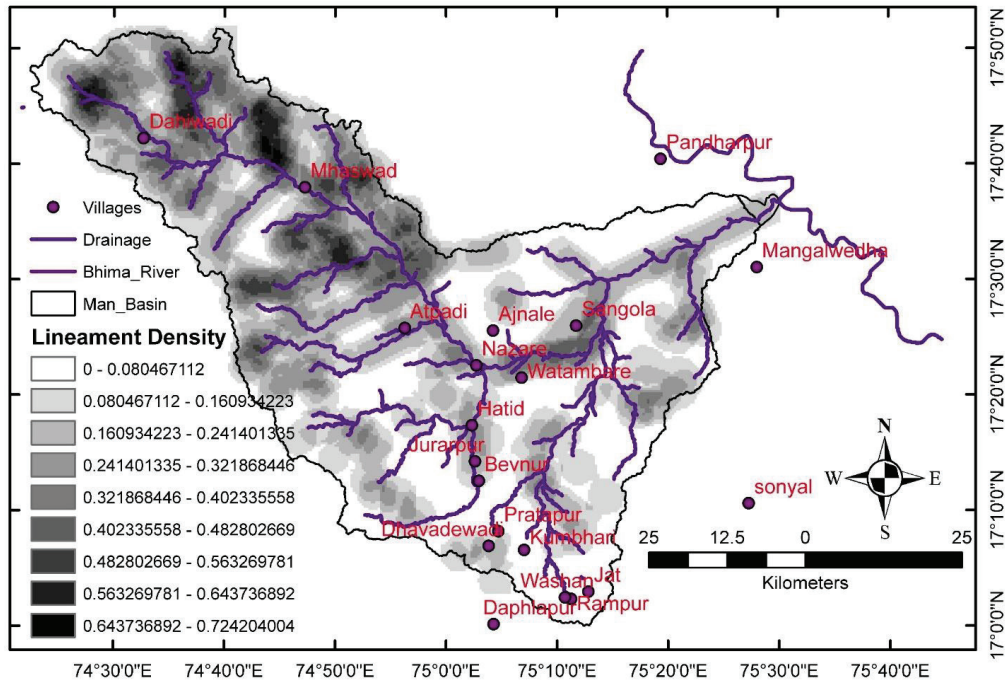 17°50'0"N
Dahiwadi
Pandharpur
17°40'0"N
Mhaswad
Villages
Drainage
Mangalwedha
Bhima_River
17°30'0"N
Man_Basin
Atpadi
Ajnale
Sangola
Lineament Density
Nazare
0 - 0.080467112
Watambare
17°20'0"N
0.080467112 - 0.160934223
Hatid
0.160934223 - 0.241401335
Jurarpur
N
0.241401335 - 0.321868446
Bevnur
W
E
0.321868446 - 0.402335558
sonyal
S
17°10'0"N
0.402335558 - 0.482802669
Pratapur
Dhavadewadi
Kumbhari
25 12.5 0 25
0.482802669 - 0.563269781
Kilometers
0.563269781 - 0.643736892
Washan
Jat
Rampur
Daphlapur
0.643736892 - 0.724204004
17°0'0"N
74°30'0"E 74°40'0"E 74°50'0"E 75°0'0"E 75°10'0"E 75°20'0"E 75°30'0"E 75°40'0"E